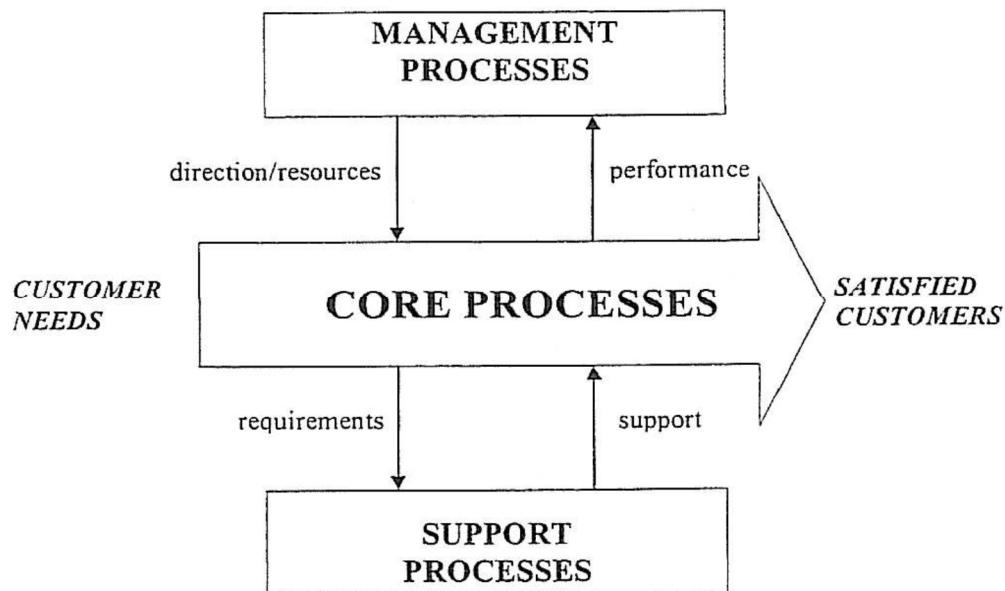 MANAGEMENT
PROCESSES
direction/resources
performance
CUSTOMER
NEEDS
CORE PROCESSES
SATISFIED
CUSTOMERS
requirements
support
SUPPORT
PROCESSES